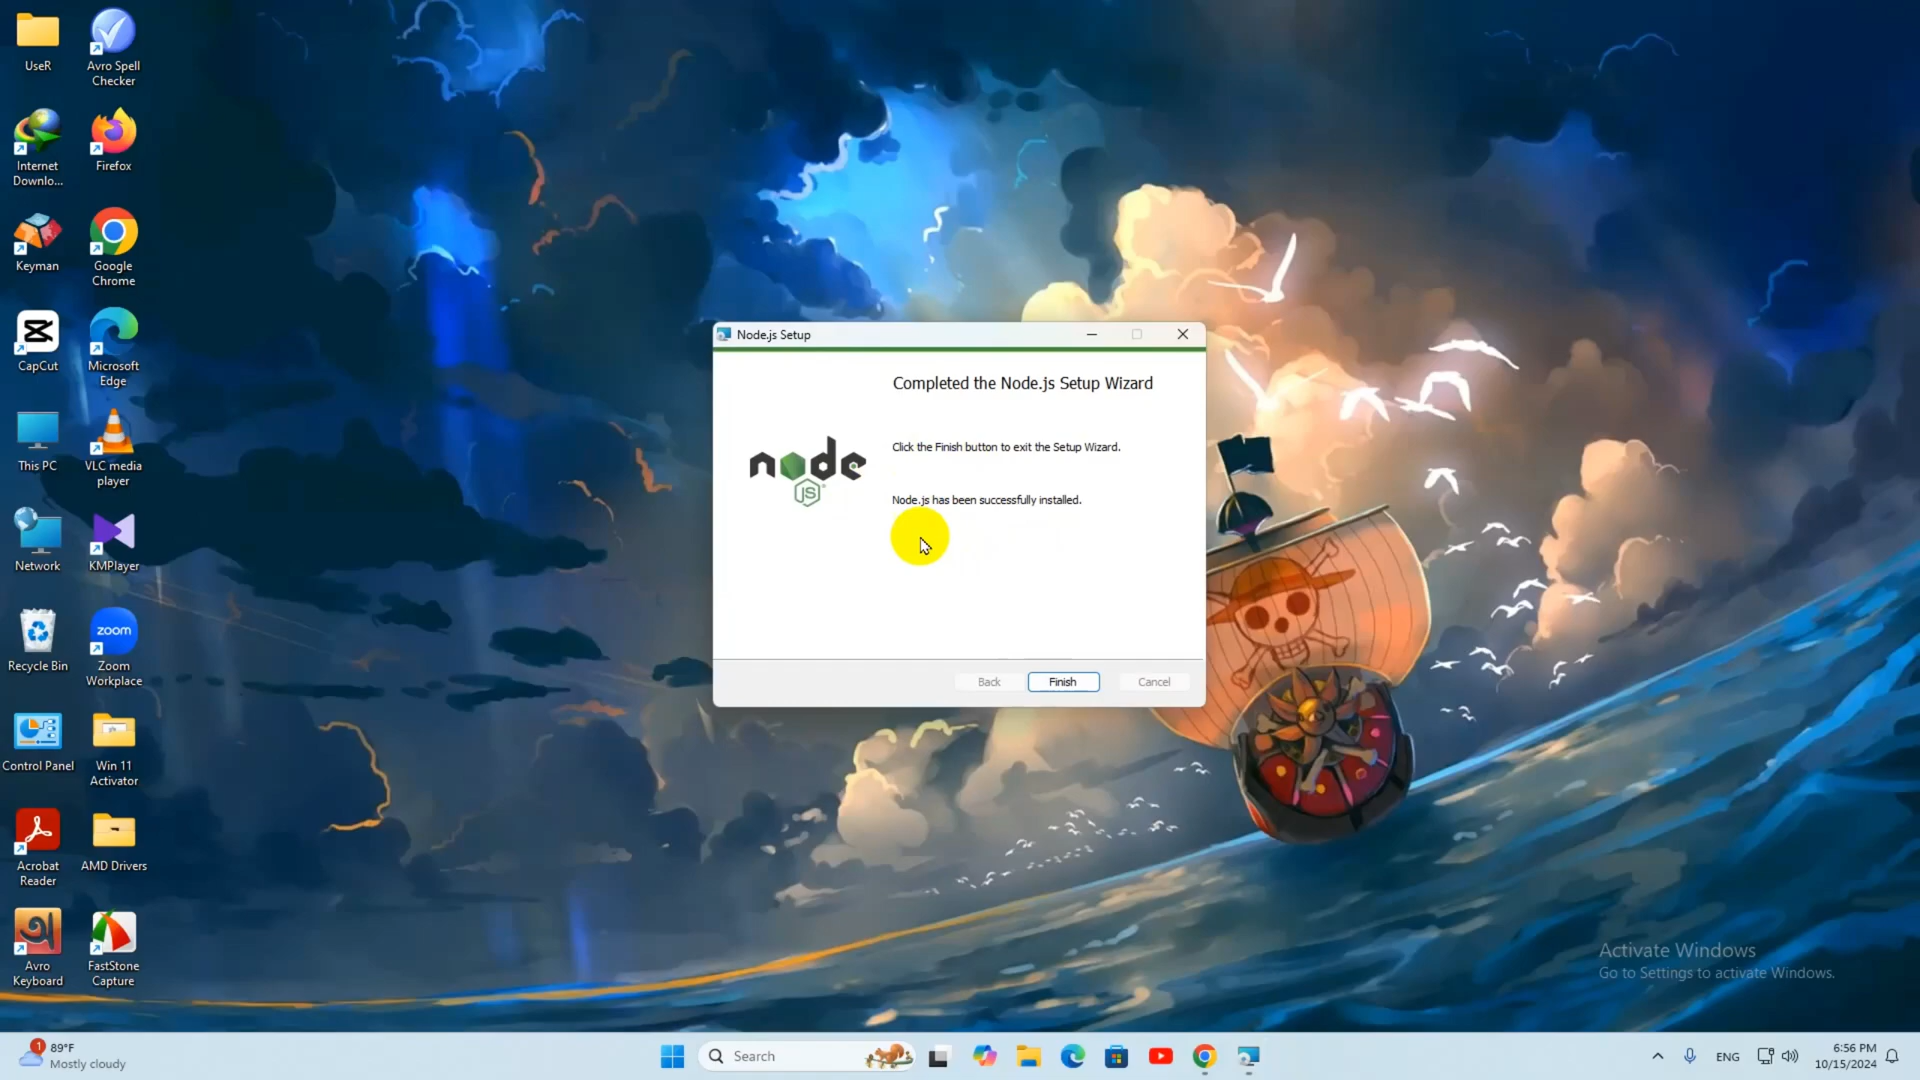 UseR
Avro Spell
Checker
Internet
Downlo...
Firefox
Keyman
Google
Chrome
CapCut
Microsoft
Edge
This PC
VLC media
player
Network
KMPlayer
Recycle Bin
zoom
Zoom
Workplace
Control Panel
Win 11
Activator
Acrobat
Reader
AMD Drivers
Avro
Keyboard
FastStone
Capture
Node.js Setup
Completed the Node.js Setup Wizard
Click the Finish button to exit the Setup Wizard.
node
JS
Node.js has been successfully installed.
Back
Finish
Cancel
Activate Windows
Go to Settings to activate Windows.
1
89°F
Mostly cloudy
Search
ENG
6:56 PM
10/15/2024